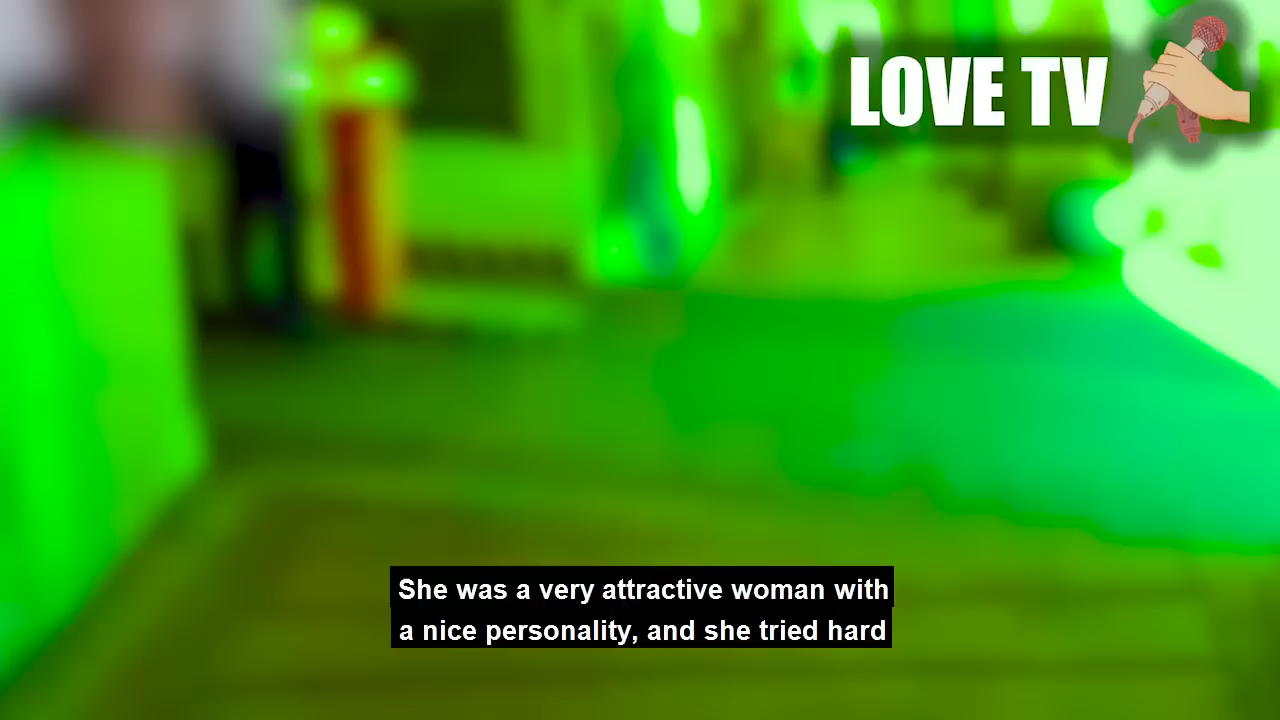 LOVE TV
She was a very attractive woman with
a nice personality, and she tried hard